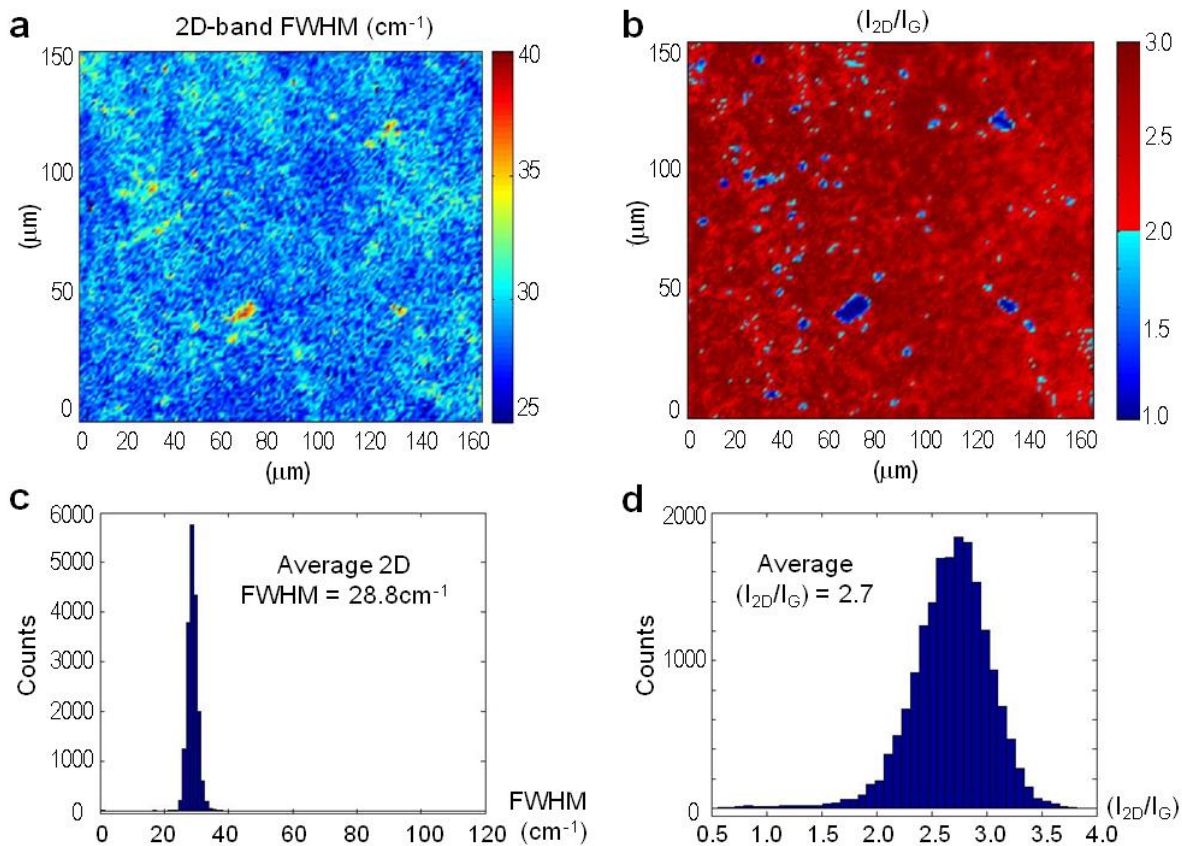 a
2D-band FWHM (cm⁻¹)
150
100
50
0
(μm)
0 20 40 60 80 100 120 140 160
(μm)
40
35
30
25
b
(I₂D/I_G)
150
100
50
0
(μm)
0 20 40 60 80 100 120 140 160
(μm)
3.0
2.5
2.0
1.5
1.0
c
6000
5000
4000
3000
2000
1000
0
Counts
Average 2D
FWHM = 28.8cm⁻¹
0 20 40 60 80 100 120
FWHM
(cm⁻¹)
d
2000
1000
0
Counts
Average
(I₂D/I_G) = 2.7
0.5 1.0 1.5 2.0 2.5 3.0 3.5 4.0
(I₂D/I_G)